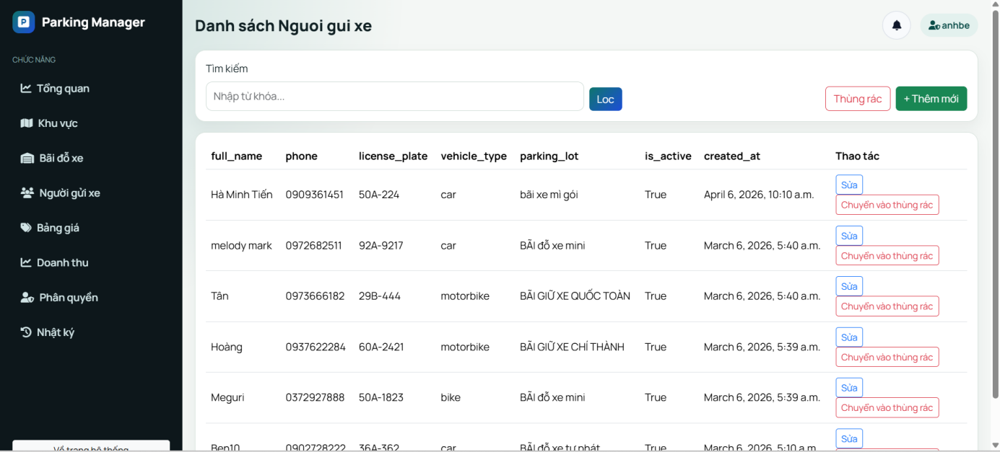 P Parking Manager
CHỨC NĂNG
Tổng quan
Khu vực
Bãi đỗ xe
Người gửi xe
Bảng giá
Doanh thu
Phân quyền
Nhật ký
Về trang hệ thống
Danh sách Nguoi gui xe
anhbe
Tìm kiếm
Nhập từ khóa...
Lọc
Thùng rác
+ Thêm mới
full_name phone license_plate vehicle_type parking_lot is_active created_at Thao tác
Hà Minh Tiến 0909361451 50A-224 car bãi xe mì gói True April 6, 2026, 10:10 a.m. Sửa
Chuyển vào thùng rác
melody mark 0972682511 92A-9217 car BÃI đỗ xe mini True March 6, 2026, 5:40 a.m. Sửa
Chuyển vào thùng rác
Tân 0973666182 29B-444 motorbike BÃI GIỮ XE QUỐC TOÀN True March 6, 2026, 5:40 a.m. Sửa
Chuyển vào thùng rác
Hoàng 0937622284 60A-2421 motorbike BÃI GIỮ XE CHÍ THÀNH True March 6, 2026, 5:39 a.m. Sửa
Chuyển vào thùng rác
Meguri 0372927888 50A-1823 bike BÃI đỗ xe mini True March 6, 2026, 5:39 a.m. Sửa
Chuyển vào thùng rác
Ben10 0902728222 36A-362 car BÃI đỗ xe tự phát True March 6, 2026, 5:10 a.m. Sửa